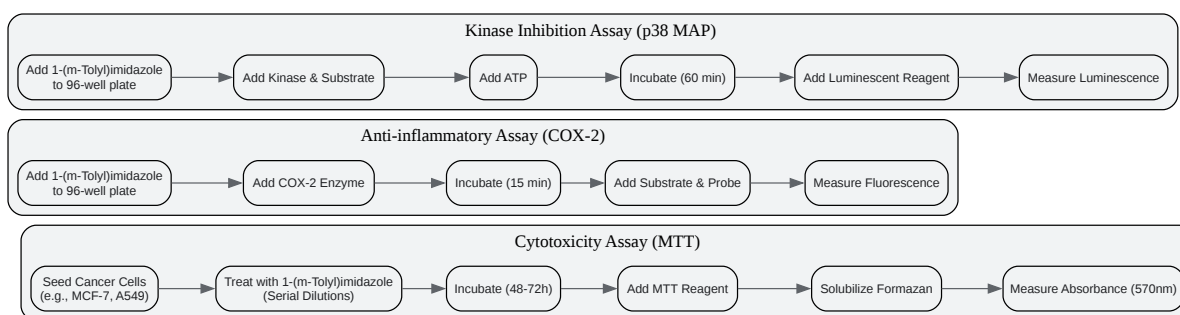 Kinase Inhibition Assay (p38 MAP)
Add 1-(m-Tolyl)imidazole
to 96-well plate
Add Kinase & Substrate
Add ATP
Incubate (60 min)
Add Luminescent Reagent
Measure Luminescence
Anti-inflammatory Assay (COX-2)
Add 1-(m-Tolyl)imidazole
to 96-well plate
Add COX-2 Enzyme
Incubate (15 min)
Add Substrate & Probe
Measure Fluorescence
Cytotoxicity Assay (MTT)
Seed Cancer Cells
(e.g., MCF-7, A549)
Treat with 1-(m-Tolyl)imidazole
(Serial Dilutions)
Incubate (48-72h)
Add MTT Reagent
Solubilize Formazan
Measure Absorbance (570nm)